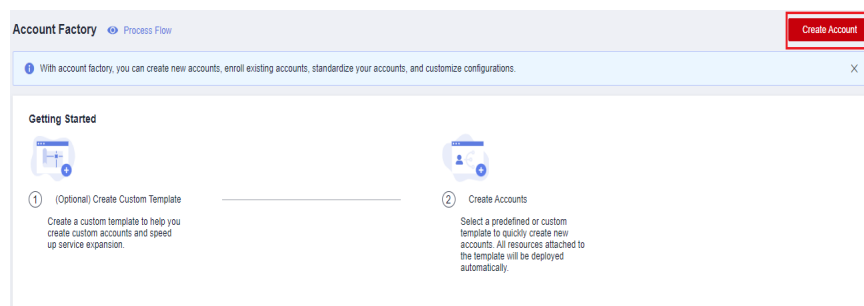 Account Factory Process Flow Create Account
With account factory, you can create new accounts, enroll existing accounts, standardize your accounts, and customize configurations.
Getting Started
1 (Optional) Create Custom Template
Create a custom template to help you
create custom accounts and speed
up service expansion.
2 Create Accounts
Select a predefined or custom
template to quickly create new
accounts. All resources attached to
the template will be deployed
automatically.